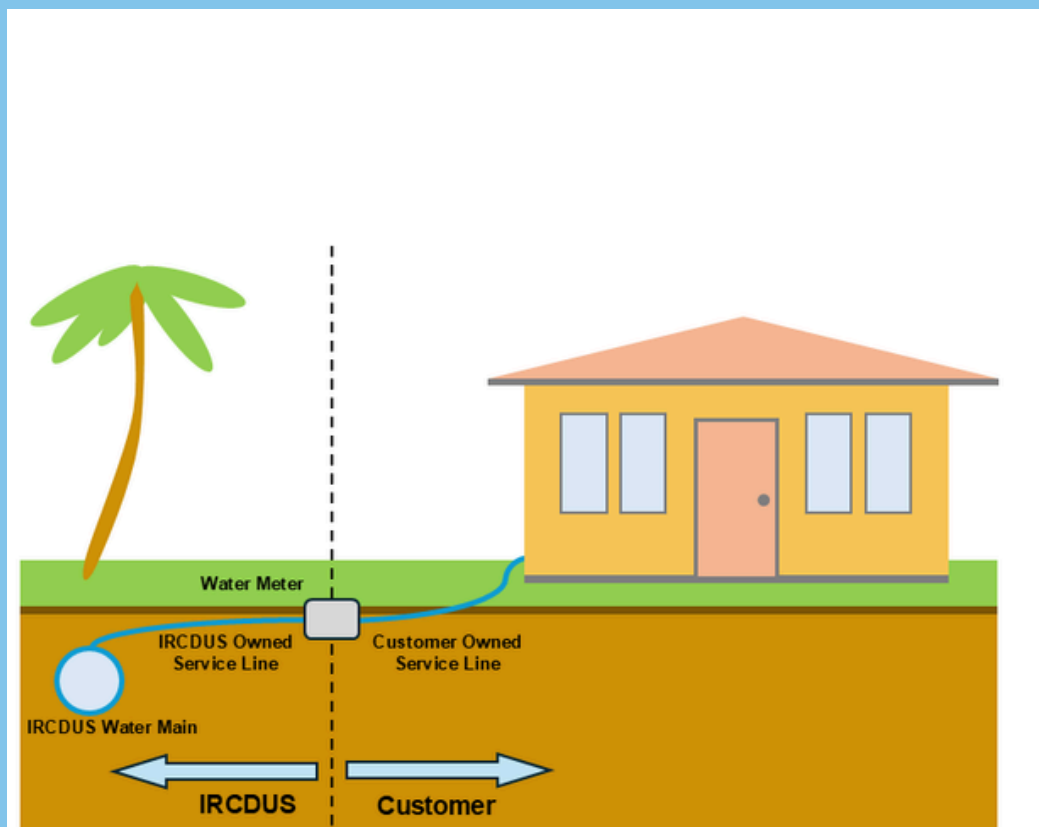 Water Meter
IRCDUS Owned
Service Line
Customer Owned
Service Line
IRCDUS Water Main
IRCDUS
Customer